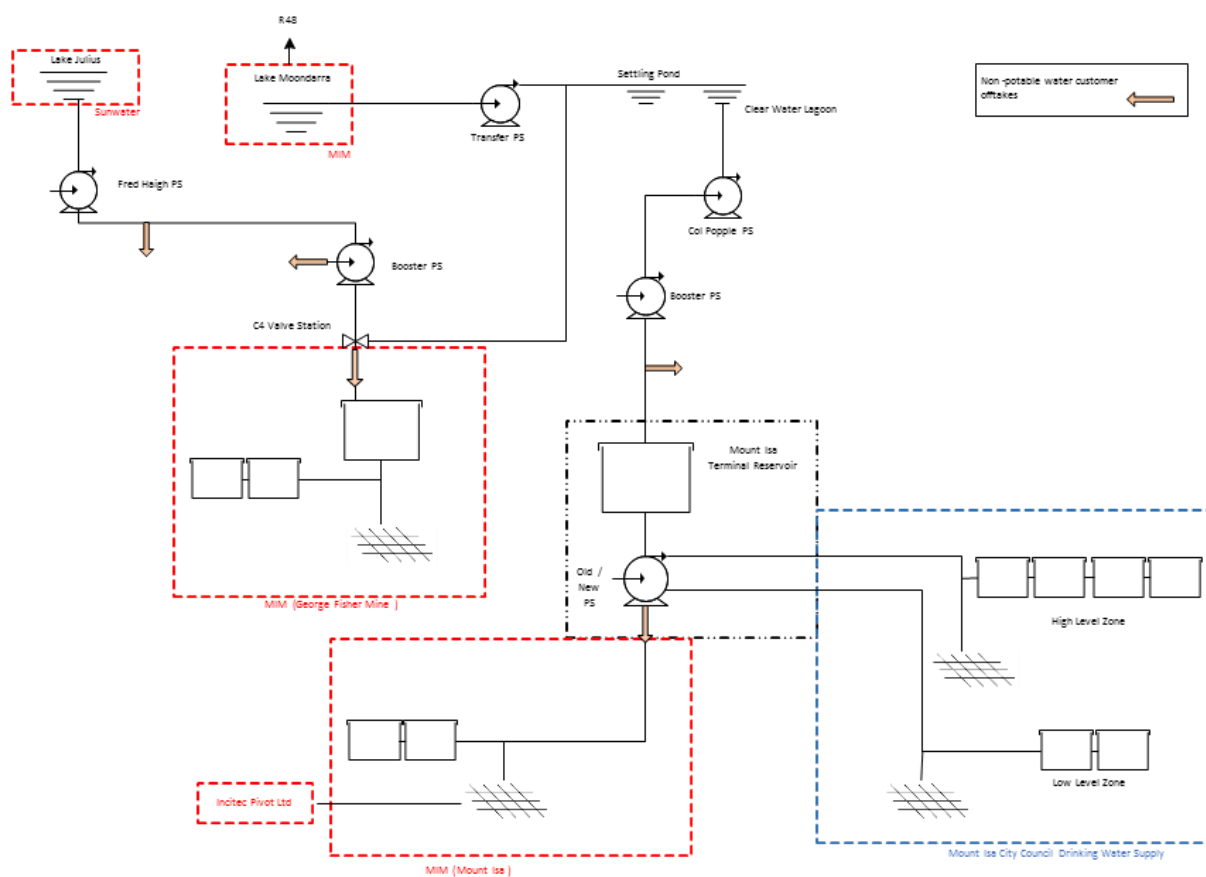 R48
Lake Julius
Sunwater
Lake Moondarra
MIM
Transfer PS
Settling Pond
Clear Water Lagoon
Non -potable water customer
offtakes
Fred Haigh PS
Col Popple PS
Booster PS
Booster PS
C4 Valve Station
Mount Isa
Terminal Reservoir
MIM (George Fisher Mine )
Old /
New
PS
High Level Zone
Low Level Zone
Incitec Pivot Ltd
Mount Isa City Council Drinking Water Supply
MIM (Mount Isa )